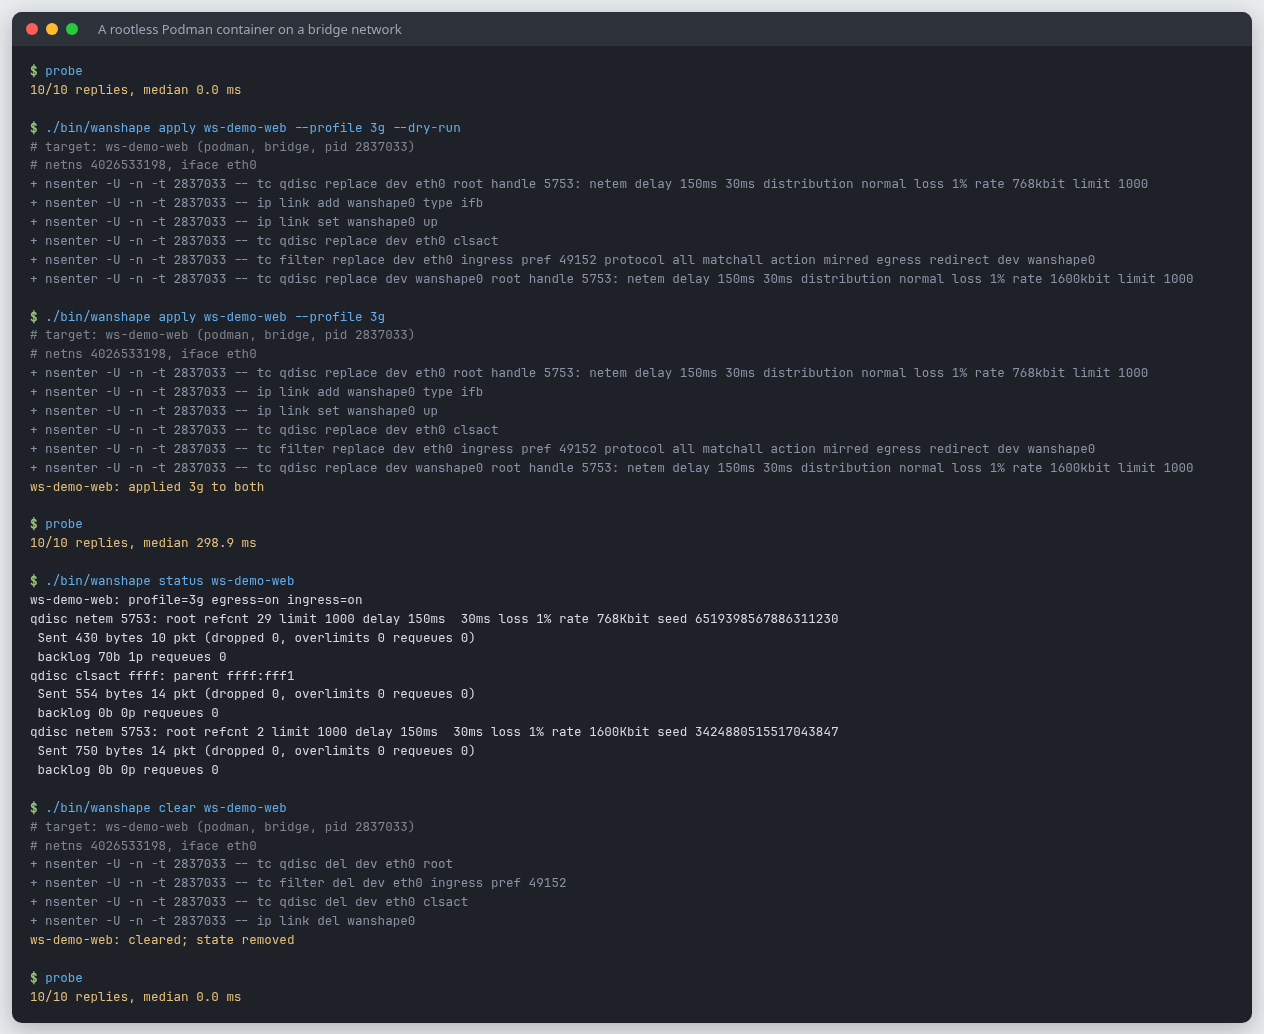 A rootless Podman container on a bridge network
$ probe
10/10 replies, median 0.0 ms
$ ./bin/wanshape apply ws-demo-web --profile 3g --dry-run
# target: ws-demo-web (podman, bridge, pid 2837033)
# netns 4026533198, iface eth0
+ nsenter -U -n -t 2837033 -- tc qdisc replace dev eth0 root handle 5753: netem delay 150ms 30ms distribution normal loss 1% rate 768kbit limit 1000
+ nsenter -U -n -t 2837033 -- ip link add wanshape0 type ifb
+ nsenter -U -n -t 2837033 -- ip link set wanshape0 up
+ nsenter -U -n -t 2837033 -- tc qdisc replace dev eth0 clsact
+ nsenter -U -n -t 2837033 -- tc filter replace dev eth0 ingress pref 49152 protocol all matchall action mirred egress redirect dev wanshape0
+ nsenter -U -n -t 2837033 -- tc qdisc replace dev wanshape0 root handle 5753: netem delay 150ms 30ms distribution normal loss 1% rate 1600kbit limit 1000
$ ./bin/wanshape apply ws-demo-web --profile 3g
# target: ws-demo-web (podman, bridge, pid 2837033)
# netns 4026533198, iface eth0
+ nsenter -U -n -t 2837033 -- tc qdisc replace dev eth0 root handle 5753: netem delay 150ms 30ms distribution normal loss 1% rate 768kbit limit 1000
+ nsenter -U -n -t 2837033 -- ip link add wanshape0 type ifb
+ nsenter -U -n -t 2837033 -- ip link set wanshape0 up
+ nsenter -U -n -t 2837033 -- tc qdisc replace dev eth0 clsact
+ nsenter -U -n -t 2837033 -- tc filter replace dev eth0 ingress pref 49152 protocol all matchall action mirred egress redirect dev wanshape0
+ nsenter -U -n -t 2837033 -- tc qdisc replace dev wanshape0 root handle 5753: netem delay 150ms 30ms distribution normal loss 1% rate 1600kbit limit 1000
ws-demo-web: applied 3g to both
$ probe
10/10 replies, median 298.9 ms
$ ./bin/wanshape status ws-demo-web
ws-demo-web: profile=3g egress=on ingress=on
qdisc netem 5753: root refcnt 29 limit 1000 delay 150ms  30ms loss 1% rate 768Kbit seed 6519398567886311230
 Sent 430 bytes 10 pkt (dropped 0, overlimits 0 requeues 0)
 backlog 70b 1p requeues 0
qdisc clsact ffff: parent ffff:fff1
 Sent 554 bytes 14 pkt (dropped 0, overlimits 0 requeues 0)
 backlog 0b 0p requeues 0
qdisc netem 5753: root refcnt 2 limit 1000 delay 150ms  30ms loss 1% rate 1600Kbit seed 3424880515517043847
 Sent 750 bytes 14 pkt (dropped 0, overlimits 0 requeues 0)
 backlog 0b 0p requeues 0
$ ./bin/wanshape clear ws-demo-web
# target: ws-demo-web (podman, bridge, pid 2837033)
# netns 4026533198, iface eth0
+ nsenter -U -n -t 2837033 -- tc qdisc del dev eth0 root
+ nsenter -U -n -t 2837033 -- tc filter del dev eth0 ingress pref 49152
+ nsenter -U -n -t 2837033 -- tc qdisc del dev eth0 clsact
+ nsenter -U -n -t 2837033 -- ip link del wanshape0
ws-demo-web: cleared; state removed
$ probe
10/10 replies, median 0.0 ms